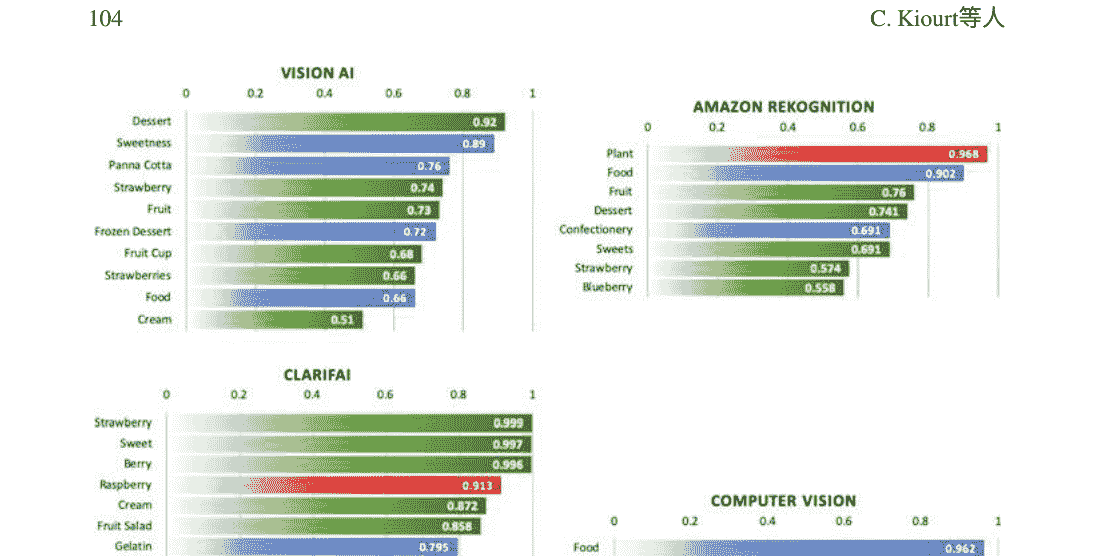 104
C. Kiourt等人
VISION AI
0 0.2 0.4 0.6 0.8 1
Dessert 0.92
Sweetness 0.89
Panna Cotta 0.76
Strawberry 0.74
Fruit 0.73
Frozen Dessert 0.72
Fruit Cup 0.68
Strawberries 0.66
Food 0.66
Cream 0.51
AMAZON REKOGNITION
0 0.2 0.4 0.6 0.8 1
Plant 0.968
Food 0.902
Fruit 0.76
Dessert 0.741
Confectionery 0.691
Sweets 0.691
Strawberry 0.574
Blueberry 0.558
CLARIFAI
0 0.2 0.4 0.6 0.8 1
Strawberry 0.999
Sweet 0.997
Berry 0.996
Raspberry 0.913
Cream 0.872
Fruit Salad 0.858
Gelatin 0.795
COMPUTER VISION
0 0.2 0.4 0.6 0.8 1
Food 0.962